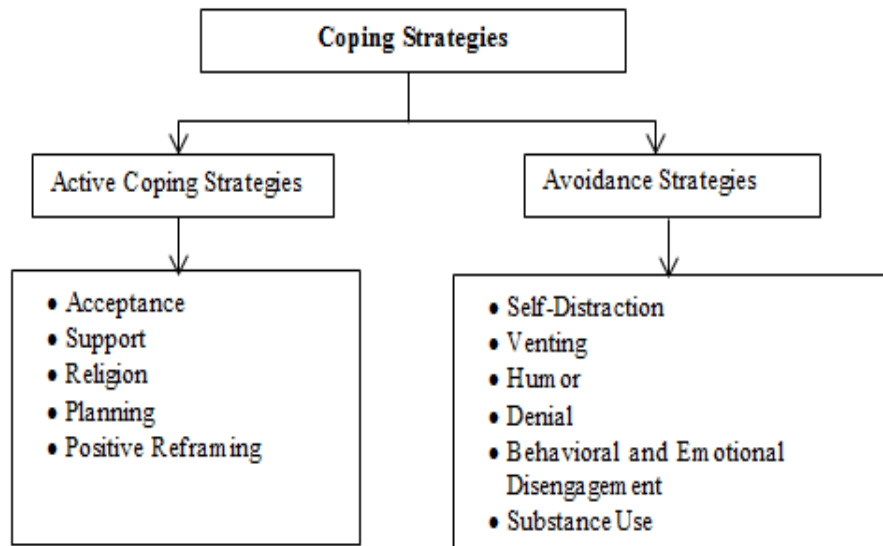 Coping Strategies
Active Coping Strategies
Avoidance Strategies
• Acceptance
• Support
• Religion
• Planning
• Positive Reframing
• Self-Distraction
• Venting
• Humor
• Denial
• Behavioral and Emotional
Disengagement
• Substance Use